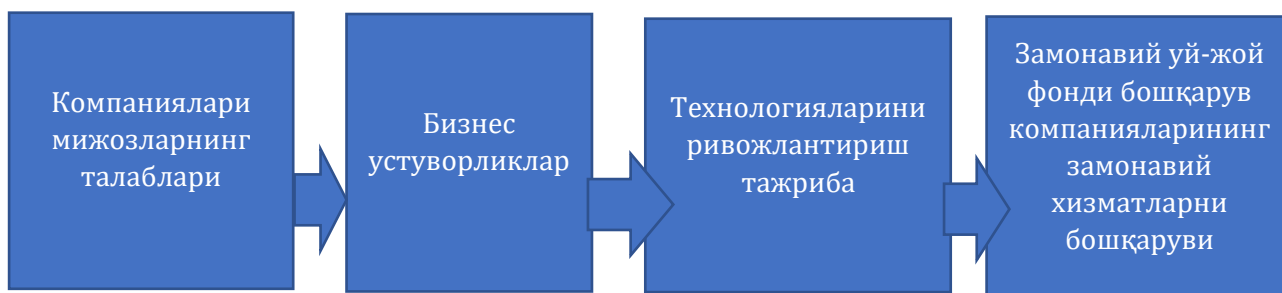 Компаниялари
мижозларнинг
талаблари
Бизнес
устуворликлар
Технологияларини
ривожлантириш
тажриба
Замонавий уй-жой
фонди бошқарув
компанияларининг
замонавий
хизматларни
бошқаруви